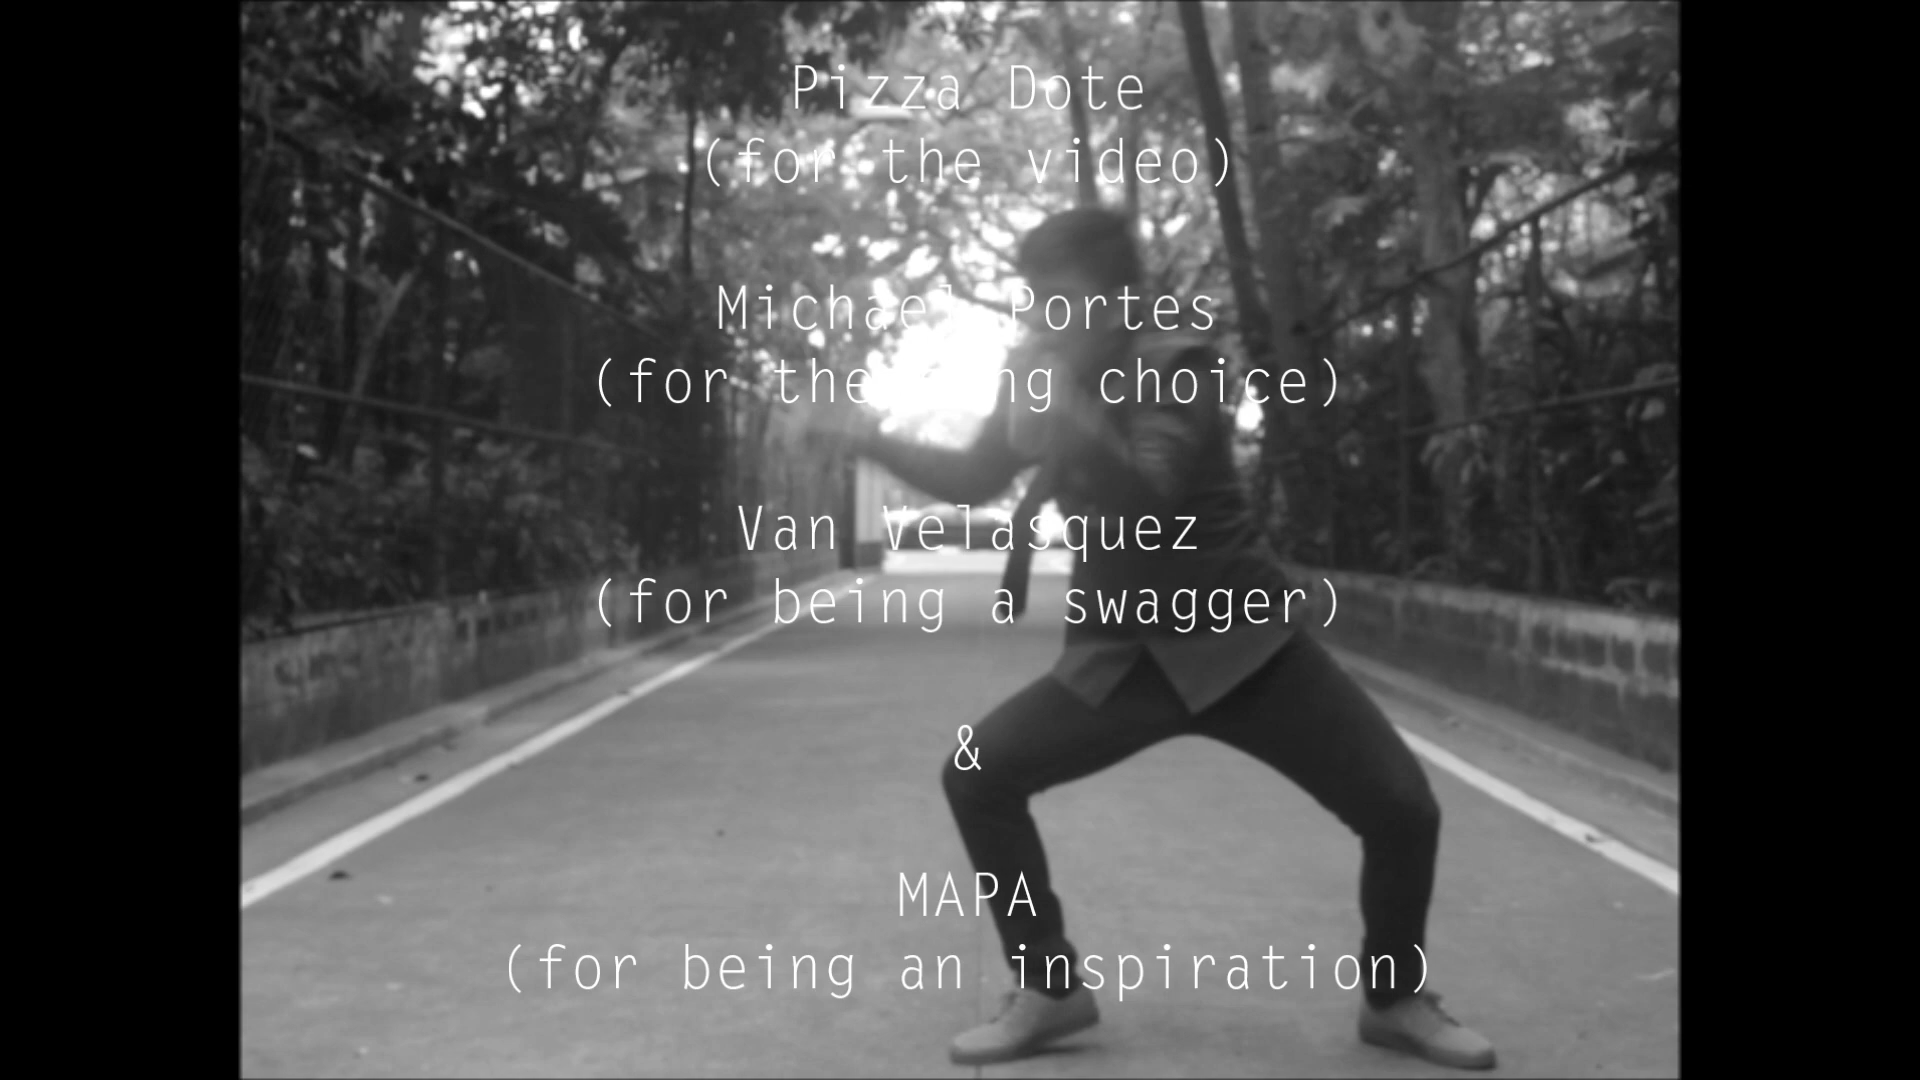 Pizza Dote
(for the video)
Michael Portes
(for the song choice)
Van Velasquez
(for being a swagger)
&
MAPA
(for being an inspiration)